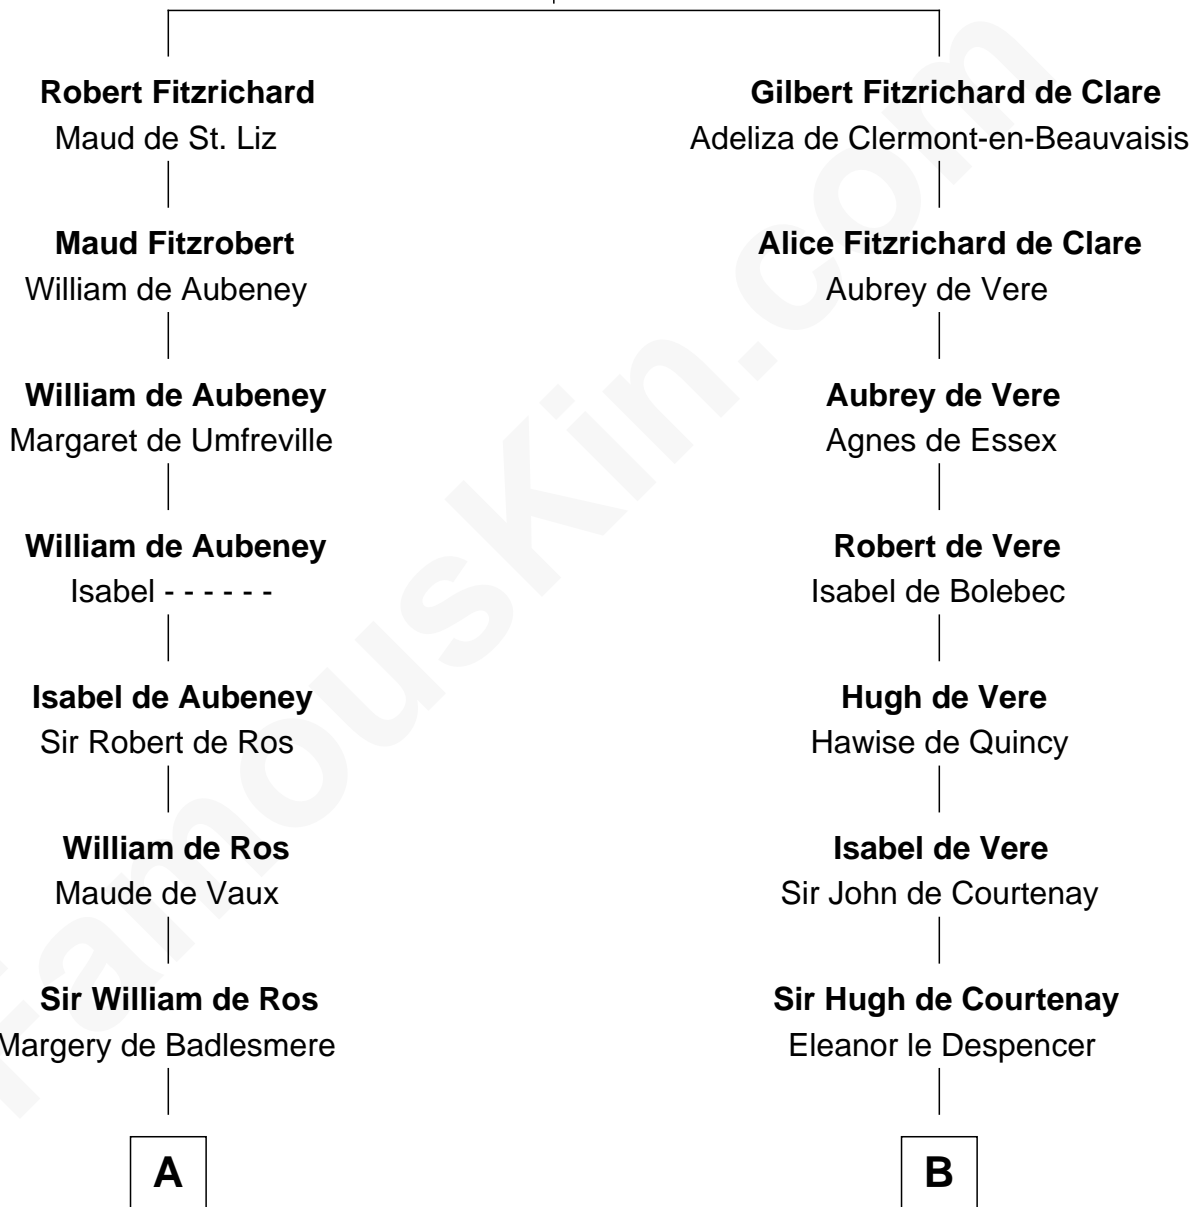 Robert Fitzrichard
Maud de St. Liz
Maud Fitzrobert
William de Aubeney
William de Aubeney
Margaret de Umfreville
William de Aubeney
Isabel - - - - - -
Isabel de Aubeney
Sir Robert de Ros
William de Ros
Maude de Vaux
Sir William de Ros
Margery de Badlesmere
A
Gilbert Fitzrichard de Clare
Adeliza de Clermont-en-Beauvaisis
Alice Fitzrichard de Clare
Aubrey de Vere
Aubrey de Vere
Agnes de Essex
Robert de Vere
Isabel de Bolebec
Hugh de Vere
Hawise de Quincy
Isabel de Vere
Sir John de Courtenay
Sir Hugh de Courtenay
Eleanor le Despencer
B
FamousKin.com